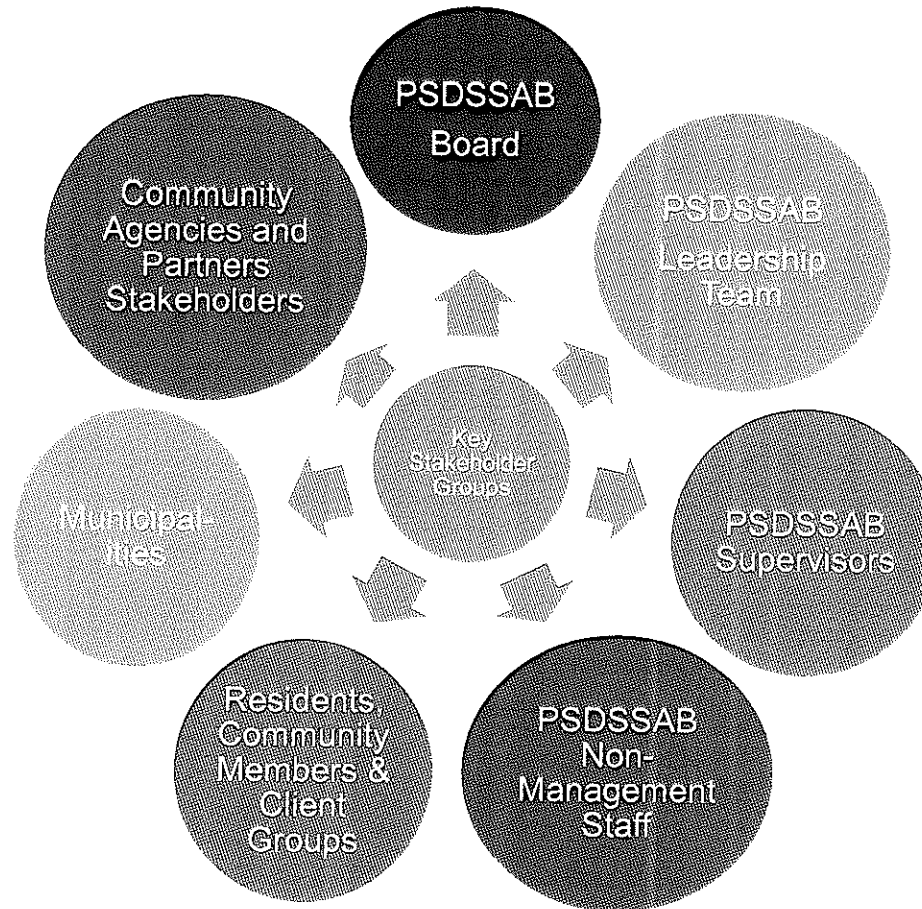 PSDSSAB
Board
PSDSSAB
Leadership
Team
PSDSSAB
Supervisors
PSDSSAB
Non-
Management
Staff
Residents,
Community
Members &
Client
Groups
Municipal-
ities
Community
Agencies and
Partners
Stakeholders
Key
Stakeholder
Groups